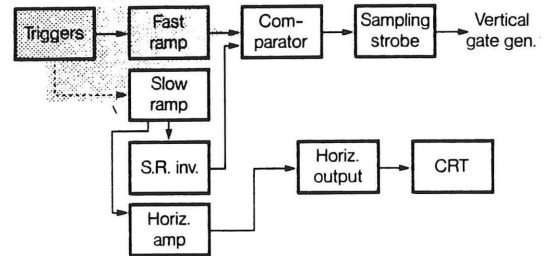 Triggers
Fast
ramp
Com-
parator
Sampling
strobe
Vertical
gate gen.
Slow
ramp
S.R. inv.
Horiz.
output
CRT
Horiz.
amp